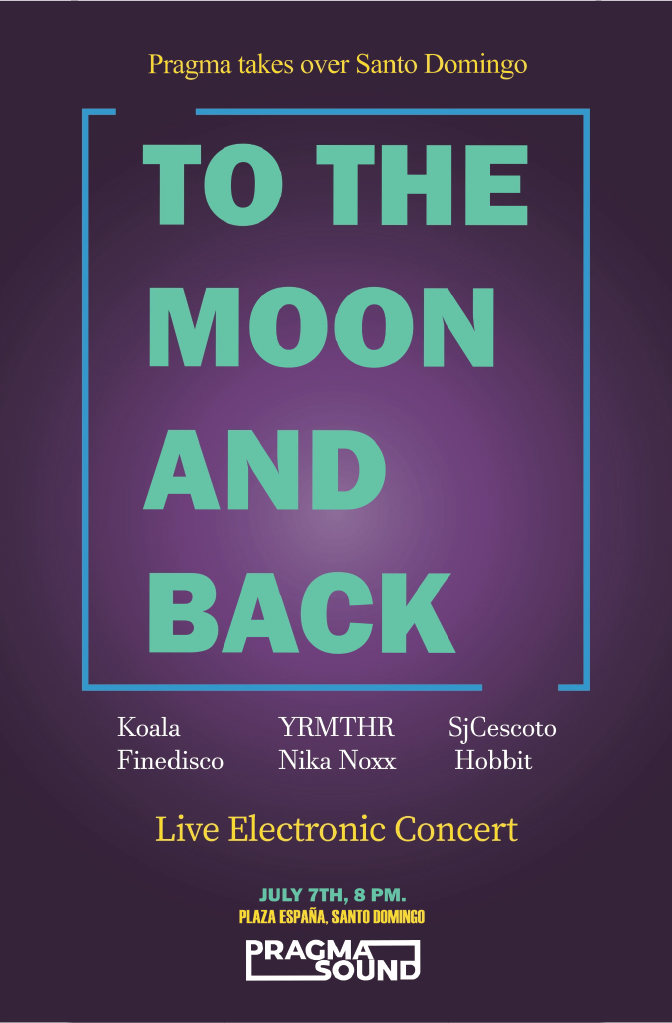 Pragma takes over Santo Domingo
TO THE
MOON
AND
BACK
Koala YRMTHR SjCescoto
Finedisco Nika Noxx Hobbit
Live Electronic Concert
JULY 7TH, 8 PM.
PLAZA ESPAÑA, SANTO DOMINGO
PRAGMA
SOUND